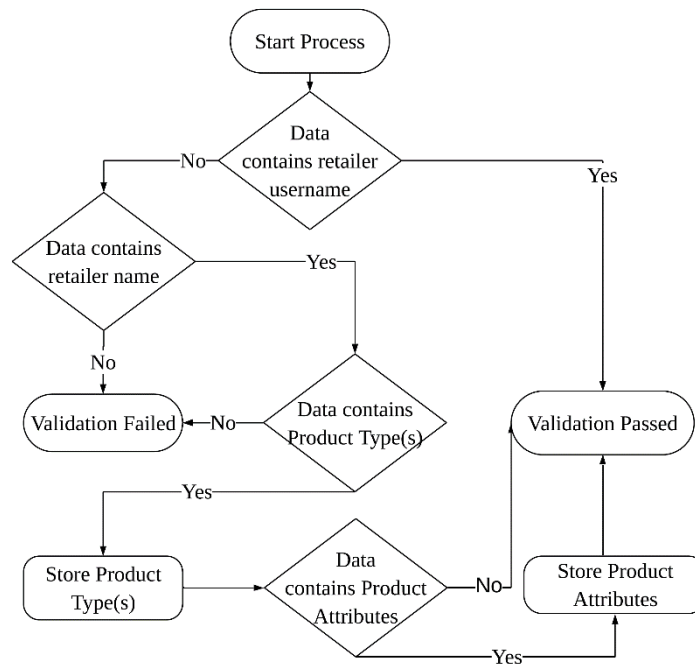 Start Process
Data
contains retailer
username
No
Yes
Data contains
retailer name
Yes
No
Validation Failed
No
Data contains
Product Type(s)
Validation Passed
Yes
Store Product
Type(s)
Data
contains Product
Attributes
No
Store Product
Attributes
Yes